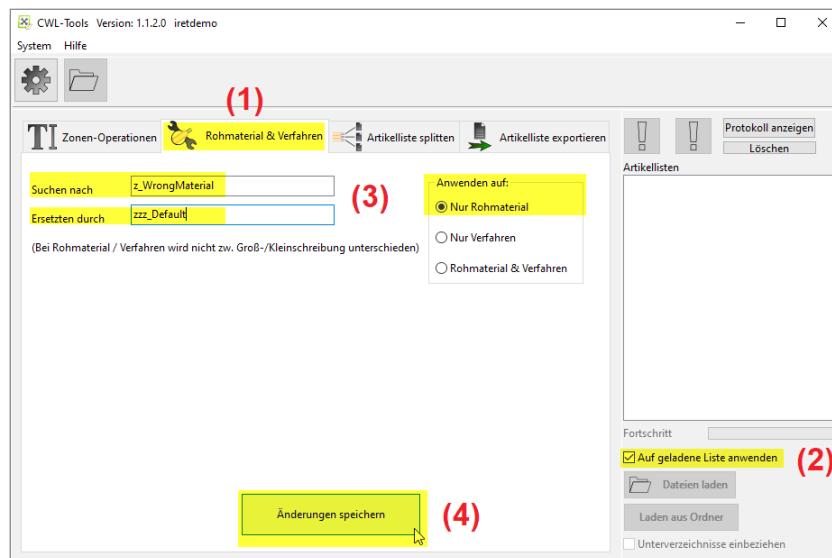 CWL-Tools Version: 1.1.2.0 iretdemo
System Hilfe
(1)
Zonen-Operationen
Rohmaterial & Verfahren
Artikelliste splitten
Artikelliste exportieren
Suchen nach
z_WrongMaterial
Ersetzten durch
zzz_Default
(3)
(Bei Rohmaterial / Verfahren wird nicht zw. Groß-/Kleinschreibung unterschieden)
Anwenden auf:
Nur Rohmaterial
Nur Verfahren
Rohmaterial & Verfahren
Änderungen speichern
(4)
Protokoll anzeigen
Löschen
Artikellisten
Fortschritt
Auf geladene Liste anwenden
(2)
Dateien laden
Laden aus Ordner
Unterverzeichnisse einbeziehen